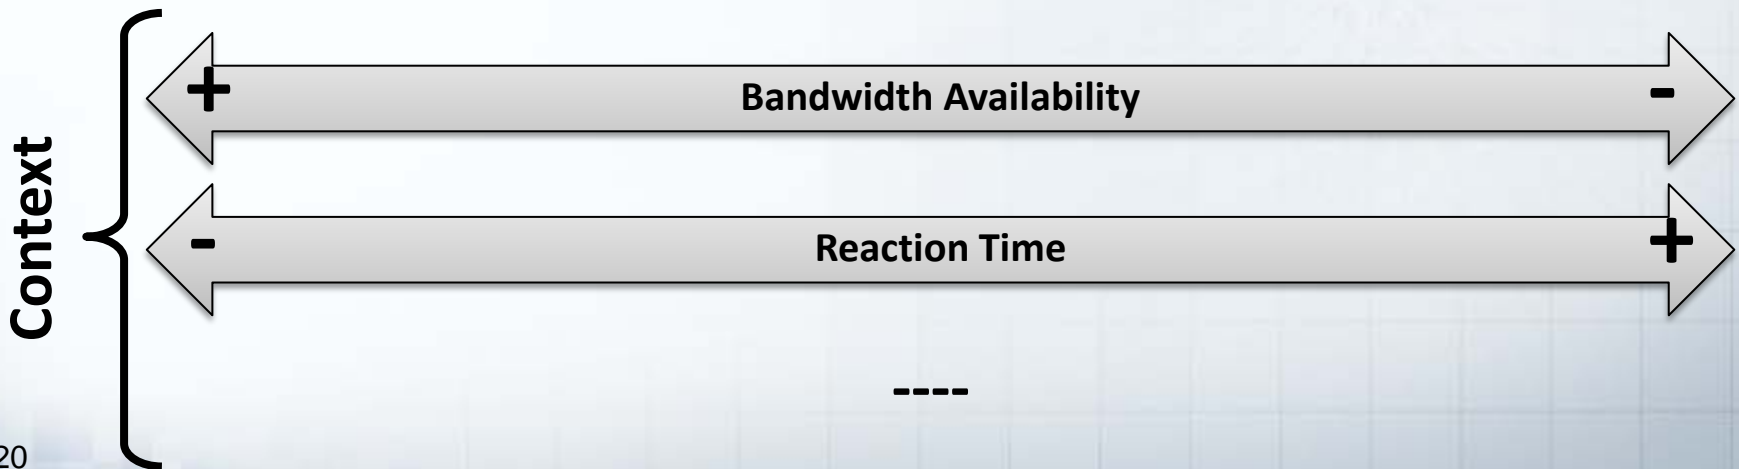 Context
+ Bandwidth Availability -
- Reaction Time +
----
20